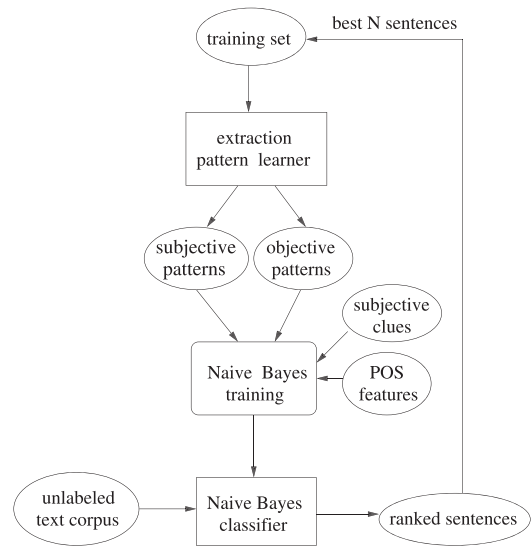 best N sentences
training set
extraction
pattern learner
subjective
patterns
objective
patterns
subjective
clues
Naive Bayes
training
POS
features
unlabeled
text corpus
Naive Bayes
classifier
ranked sentences